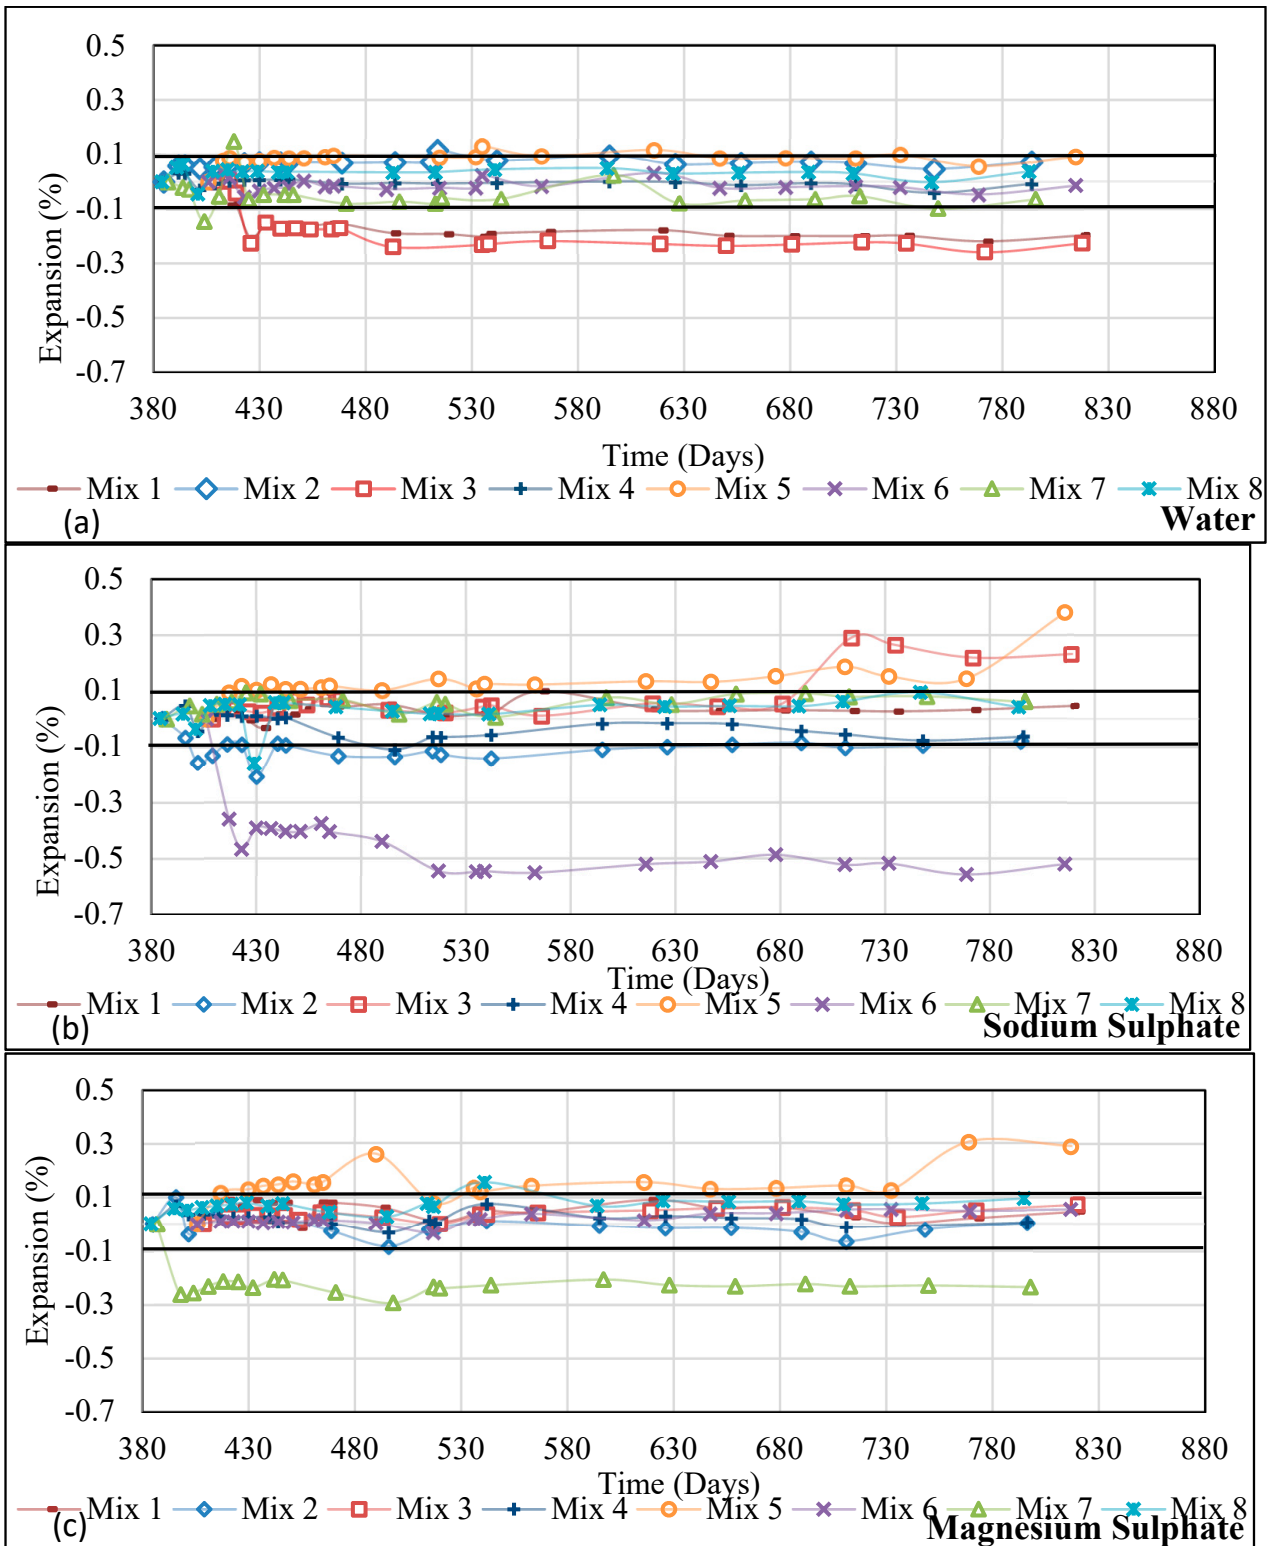 0.5
0.3
0.1
-0.1
-0.3
-0.5
-0.7
Expansion (%)
380 430 480 530 580 630 680 730 780 830 880
Time (Days)
Mix 1 Mix 2 Mix 3 Mix 4 Mix 5 Mix 6 Mix 7 Mix 8
(a) Water
0.5
0.3
0.1
-0.1
-0.3
-0.5
-0.7
Expansion (%)
380 430 480 530 580 630 680 730 780 830 880
Time (Days)
Mix 1 Mix 2 Mix 3 Mix 4 Mix 5 Mix 6 Mix 7 Mix 8
(b) Sodium Sulphate
0.5
0.3
0.1
-0.1
-0.3
-0.5
-0.7
Expansion (%)
380 430 480 530 580 630 680 730 780 830 880
Time (Days)
Mix 1 Mix 2 Mix 3 Mix 4 Mix 5 Mix 6 Mix 7 Mix 8
(c) Magnesium Sulphate